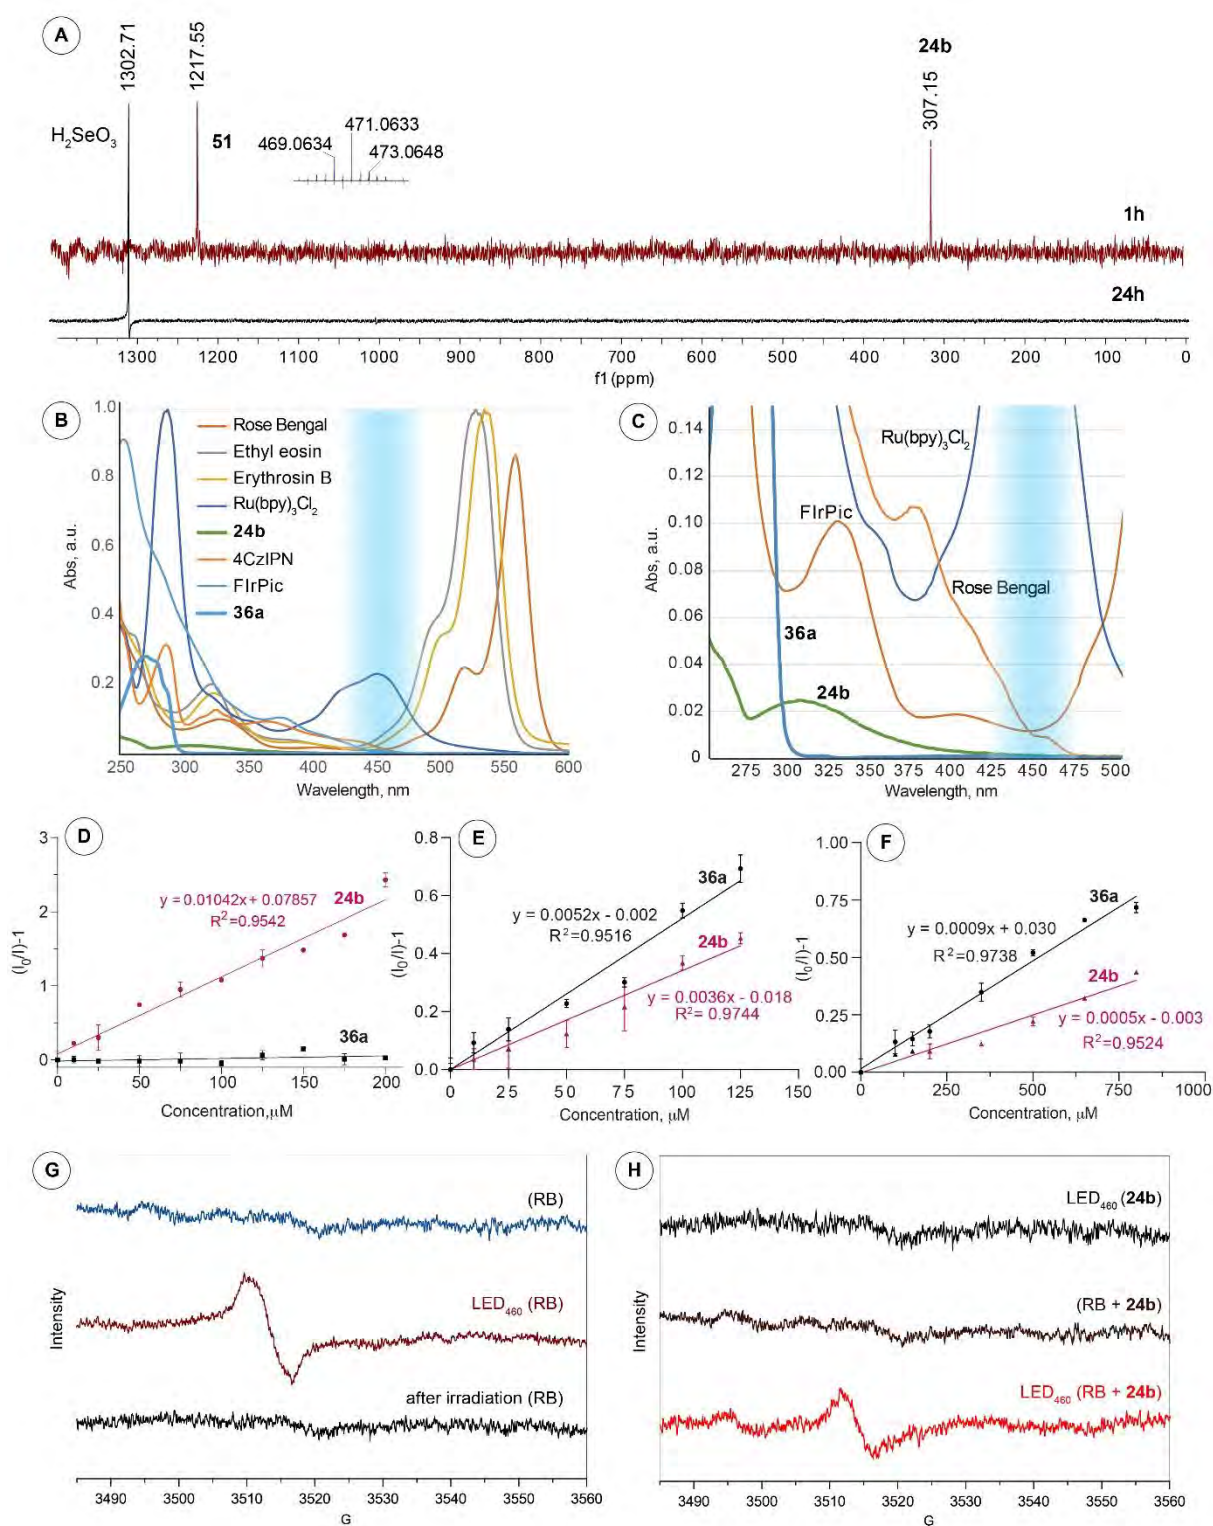 A
1302.71
1217.55
24b
307.15
H₂SeO₃
51
469.0634
471.0633
473.0648
1h
24h
1300 1200 1100 1000 900 800 700 600 500 400 300 200 100 0
f1 (ppm)
B
1.0
0.8
0.6
0.4
0.2
Abs, a.u.
Rose Bengal
Ethyl eosin
Erythrosin B
Ru(bpy)₃Cl₂
24b
4CzIPN
FIrPic
36a
250 300 350 400 450 500 550 600
Wavelength, nm
C
0.14
0.12
0.10
0.08
0.06
0.04
0.02
0
Abs, a.u.
Ru(bpy)₃Cl₂
FIrPic
Rose Bengal
36a
24b
275 300 325 350 375 400 425 450 475 500
Wavelength, nm
D
3
2
1
0
(I₀/I)-1
y = 0.01042x+ 0.07857
R²=0.9542
24b
36a
0 50 100 150 200
Concentration,µM
E
0.8
0.6
0.4
0.2
0.0
(I₀/I)-1
36a
y = 0.0052x - 0.002
R²=0.9516
24b
y = 0.0036x - 0.018
R²= 0.9744
0 25 50 75 100 125 150
Concentration, µM
F
1.00
0.75
0.50
0.25
0.00
(I₀/I)-1
36a
y = 0.0009x + 0.030
R²=0.9738
24b
y = 0.0005x - 0.003
R²=0.9524
0 250 500 750 1000
Concentration, µM
G
(RB)
LED₄₆₀ (RB)
after irradiation (RB)
Intensity
3490 3500 3510 3520 3530 3540 3550 3560
G
H
LED₄₆₀ (24b)
(RB + 24b)
LED₄₆₀ (RB + 24b)
Intensity
3490 3500 3510 3520 3530 3540 3550 3560
G